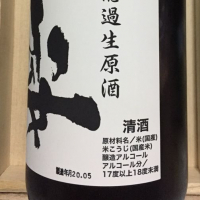 過生原酒
清酒
原材料名／米(国産)
米こうじ(国産米)
醸造アルコール
アルコール分／
17度以上18度未満
製造年月20.05